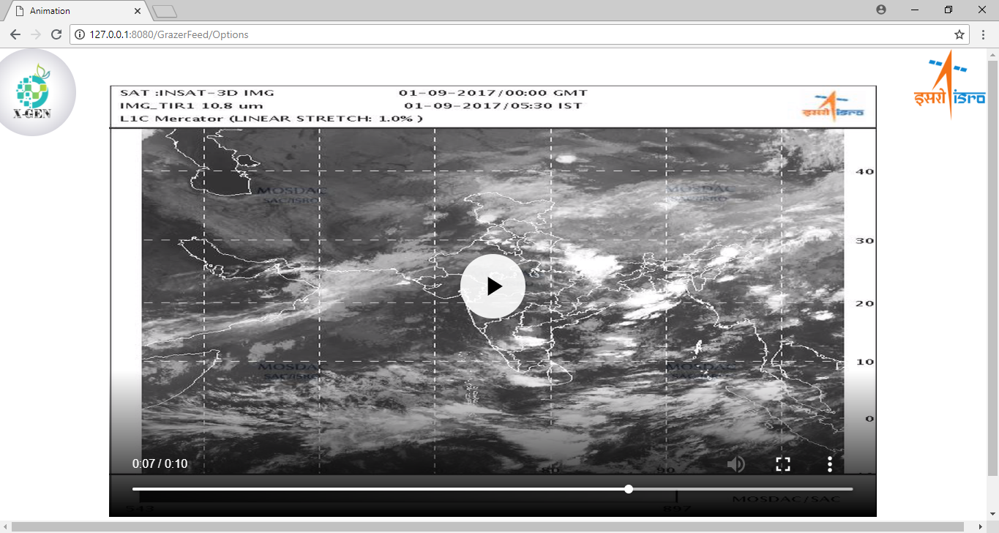 Animation
127.0.0.1:8080/GrazerFeed/Options
X-GEN
इसरो isro
SAT :INSAT-3D IMG 01-09-2017/00:00 GMT
IMG_TIR1 10.8 um 01-09-2017/05:30 IST
L1C Mercator (LINEAR STRETCH: 1.0% )
इसरो isro
40
MOSDAC MOSDAC
SAC/ISRO SAC/ISRO
30
20
10
MOSDAC MOSDAC
SAC/ISRO SAC/ISRO
0
0:07 / 0:10
80 90
MOSDAC/SAC
543 897